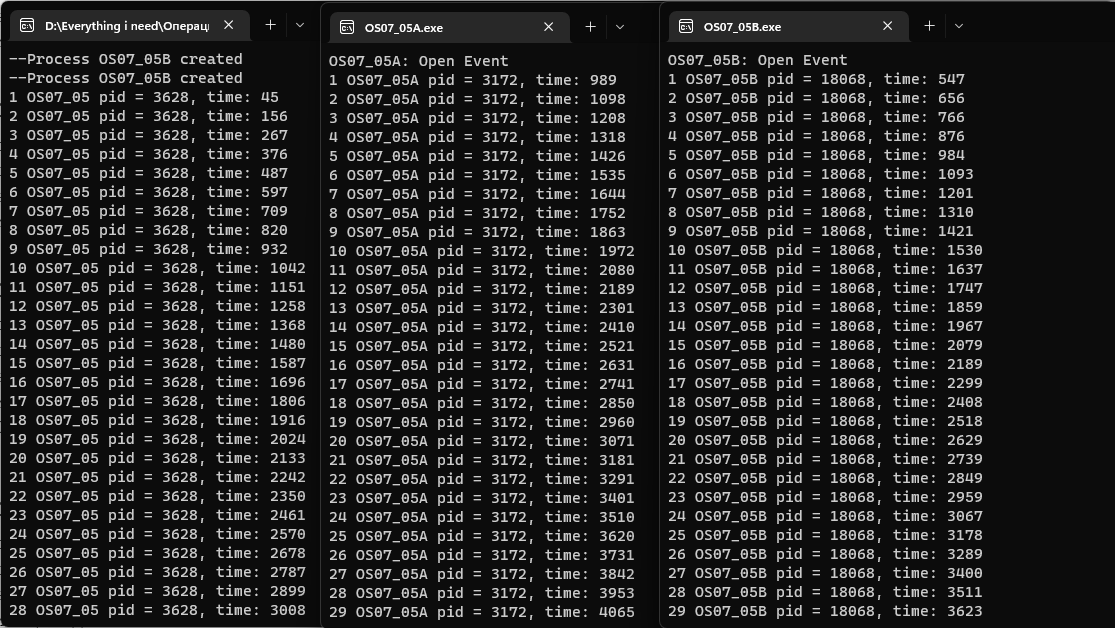 D:\Everything i need\Операц
--Process OS07_05B created
--Process OS07_05B created
1 OS07_05 pid = 3628, time: 45
2 OS07_05 pid = 3628, time: 156
3 OS07_05 pid = 3628, time: 267
4 OS07_05 pid = 3628, time: 376
5 OS07_05 pid = 3628, time: 487
6 OS07_05 pid = 3628, time: 597
7 OS07_05 pid = 3628, time: 709
8 OS07_05 pid = 3628, time: 820
9 OS07_05 pid = 3628, time: 932
10 OS07_05 pid = 3628, time: 1042
11 OS07_05 pid = 3628, time: 1151
12 OS07_05 pid = 3628, time: 1258
13 OS07_05 pid = 3628, time: 1368
14 OS07_05 pid = 3628, time: 1480
15 OS07_05 pid = 3628, time: 1587
16 OS07_05 pid = 3628, time: 1696
17 OS07_05 pid = 3628, time: 1806
18 OS07_05 pid = 3628, time: 1916
19 OS07_05 pid = 3628, time: 2024
20 OS07_05 pid = 3628, time: 2133
21 OS07_05 pid = 3628, time: 2242
22 OS07_05 pid = 3628, time: 2350
23 OS07_05 pid = 3628, time: 2461
24 OS07_05 pid = 3628, time: 2570
25 OS07_05 pid = 3628, time: 2678
26 OS07_05 pid = 3628, time: 2787
27 OS07_05 pid = 3628, time: 2899
28 OS07_05 pid = 3628, time: 3008
OS07_05A.exe
OS07_05A: Open Event
1 OS07_05A pid = 3172, time: 989
2 OS07_05A pid = 3172, time: 1098
3 OS07_05A pid = 3172, time: 1208
4 OS07_05A pid = 3172, time: 1318
5 OS07_05A pid = 3172, time: 1426
6 OS07_05A pid = 3172, time: 1535
7 OS07_05A pid = 3172, time: 1644
8 OS07_05A pid = 3172, time: 1752
9 OS07_05A pid = 3172, time: 1863
10 OS07_05A pid = 3172, time: 1972
11 OS07_05A pid = 3172, time: 2080
12 OS07_05A pid = 3172, time: 2189
13 OS07_05A pid = 3172, time: 2301
14 OS07_05A pid = 3172, time: 2410
15 OS07_05A pid = 3172, time: 2521
16 OS07_05A pid = 3172, time: 2631
17 OS07_05A pid = 3172, time: 2741
18 OS07_05A pid = 3172, time: 2850
19 OS07_05A pid = 3172, time: 2960
20 OS07_05A pid = 3172, time: 3071
21 OS07_05A pid = 3172, time: 3181
22 OS07_05A pid = 3172, time: 3291
23 OS07_05A pid = 3172, time: 3401
24 OS07_05A pid = 3172, time: 3510
25 OS07_05A pid = 3172, time: 3620
26 OS07_05A pid = 3172, time: 3731
27 OS07_05A pid = 3172, time: 3842
28 OS07_05A pid = 3172, time: 3953
29 OS07_05A pid = 3172, time: 4065
OS07_05B.exe
OS07_05B: Open Event
1 OS07_05B pid = 18068, time: 547
2 OS07_05B pid = 18068, time: 656
3 OS07_05B pid = 18068, time: 766
4 OS07_05B pid = 18068, time: 876
5 OS07_05B pid = 18068, time: 984
6 OS07_05B pid = 18068, time: 1093
7 OS07_05B pid = 18068, time: 1201
8 OS07_05B pid = 18068, time: 1310
9 OS07_05B pid = 18068, time: 1421
10 OS07_05B pid = 18068, time: 1530
11 OS07_05B pid = 18068, time: 1637
12 OS07_05B pid = 18068, time: 1747
13 OS07_05B pid = 18068, time: 1859
14 OS07_05B pid = 18068, time: 1967
15 OS07_05B pid = 18068, time: 2079
16 OS07_05B pid = 18068, time: 2189
17 OS07_05B pid = 18068, time: 2299
18 OS07_05B pid = 18068, time: 2408
19 OS07_05B pid = 18068, time: 2518
20 OS07_05B pid = 18068, time: 2629
21 OS07_05B pid = 18068, time: 2739
22 OS07_05B pid = 18068, time: 2849
23 OS07_05B pid = 18068, time: 2959
24 OS07_05B pid = 18068, time: 3067
25 OS07_05B pid = 18068, time: 3178
26 OS07_05B pid = 18068, time: 3289
27 OS07_05B pid = 18068, time: 3400
28 OS07_05B pid = 18068, time: 3511
29 OS07_05B pid = 18068, time: 3623